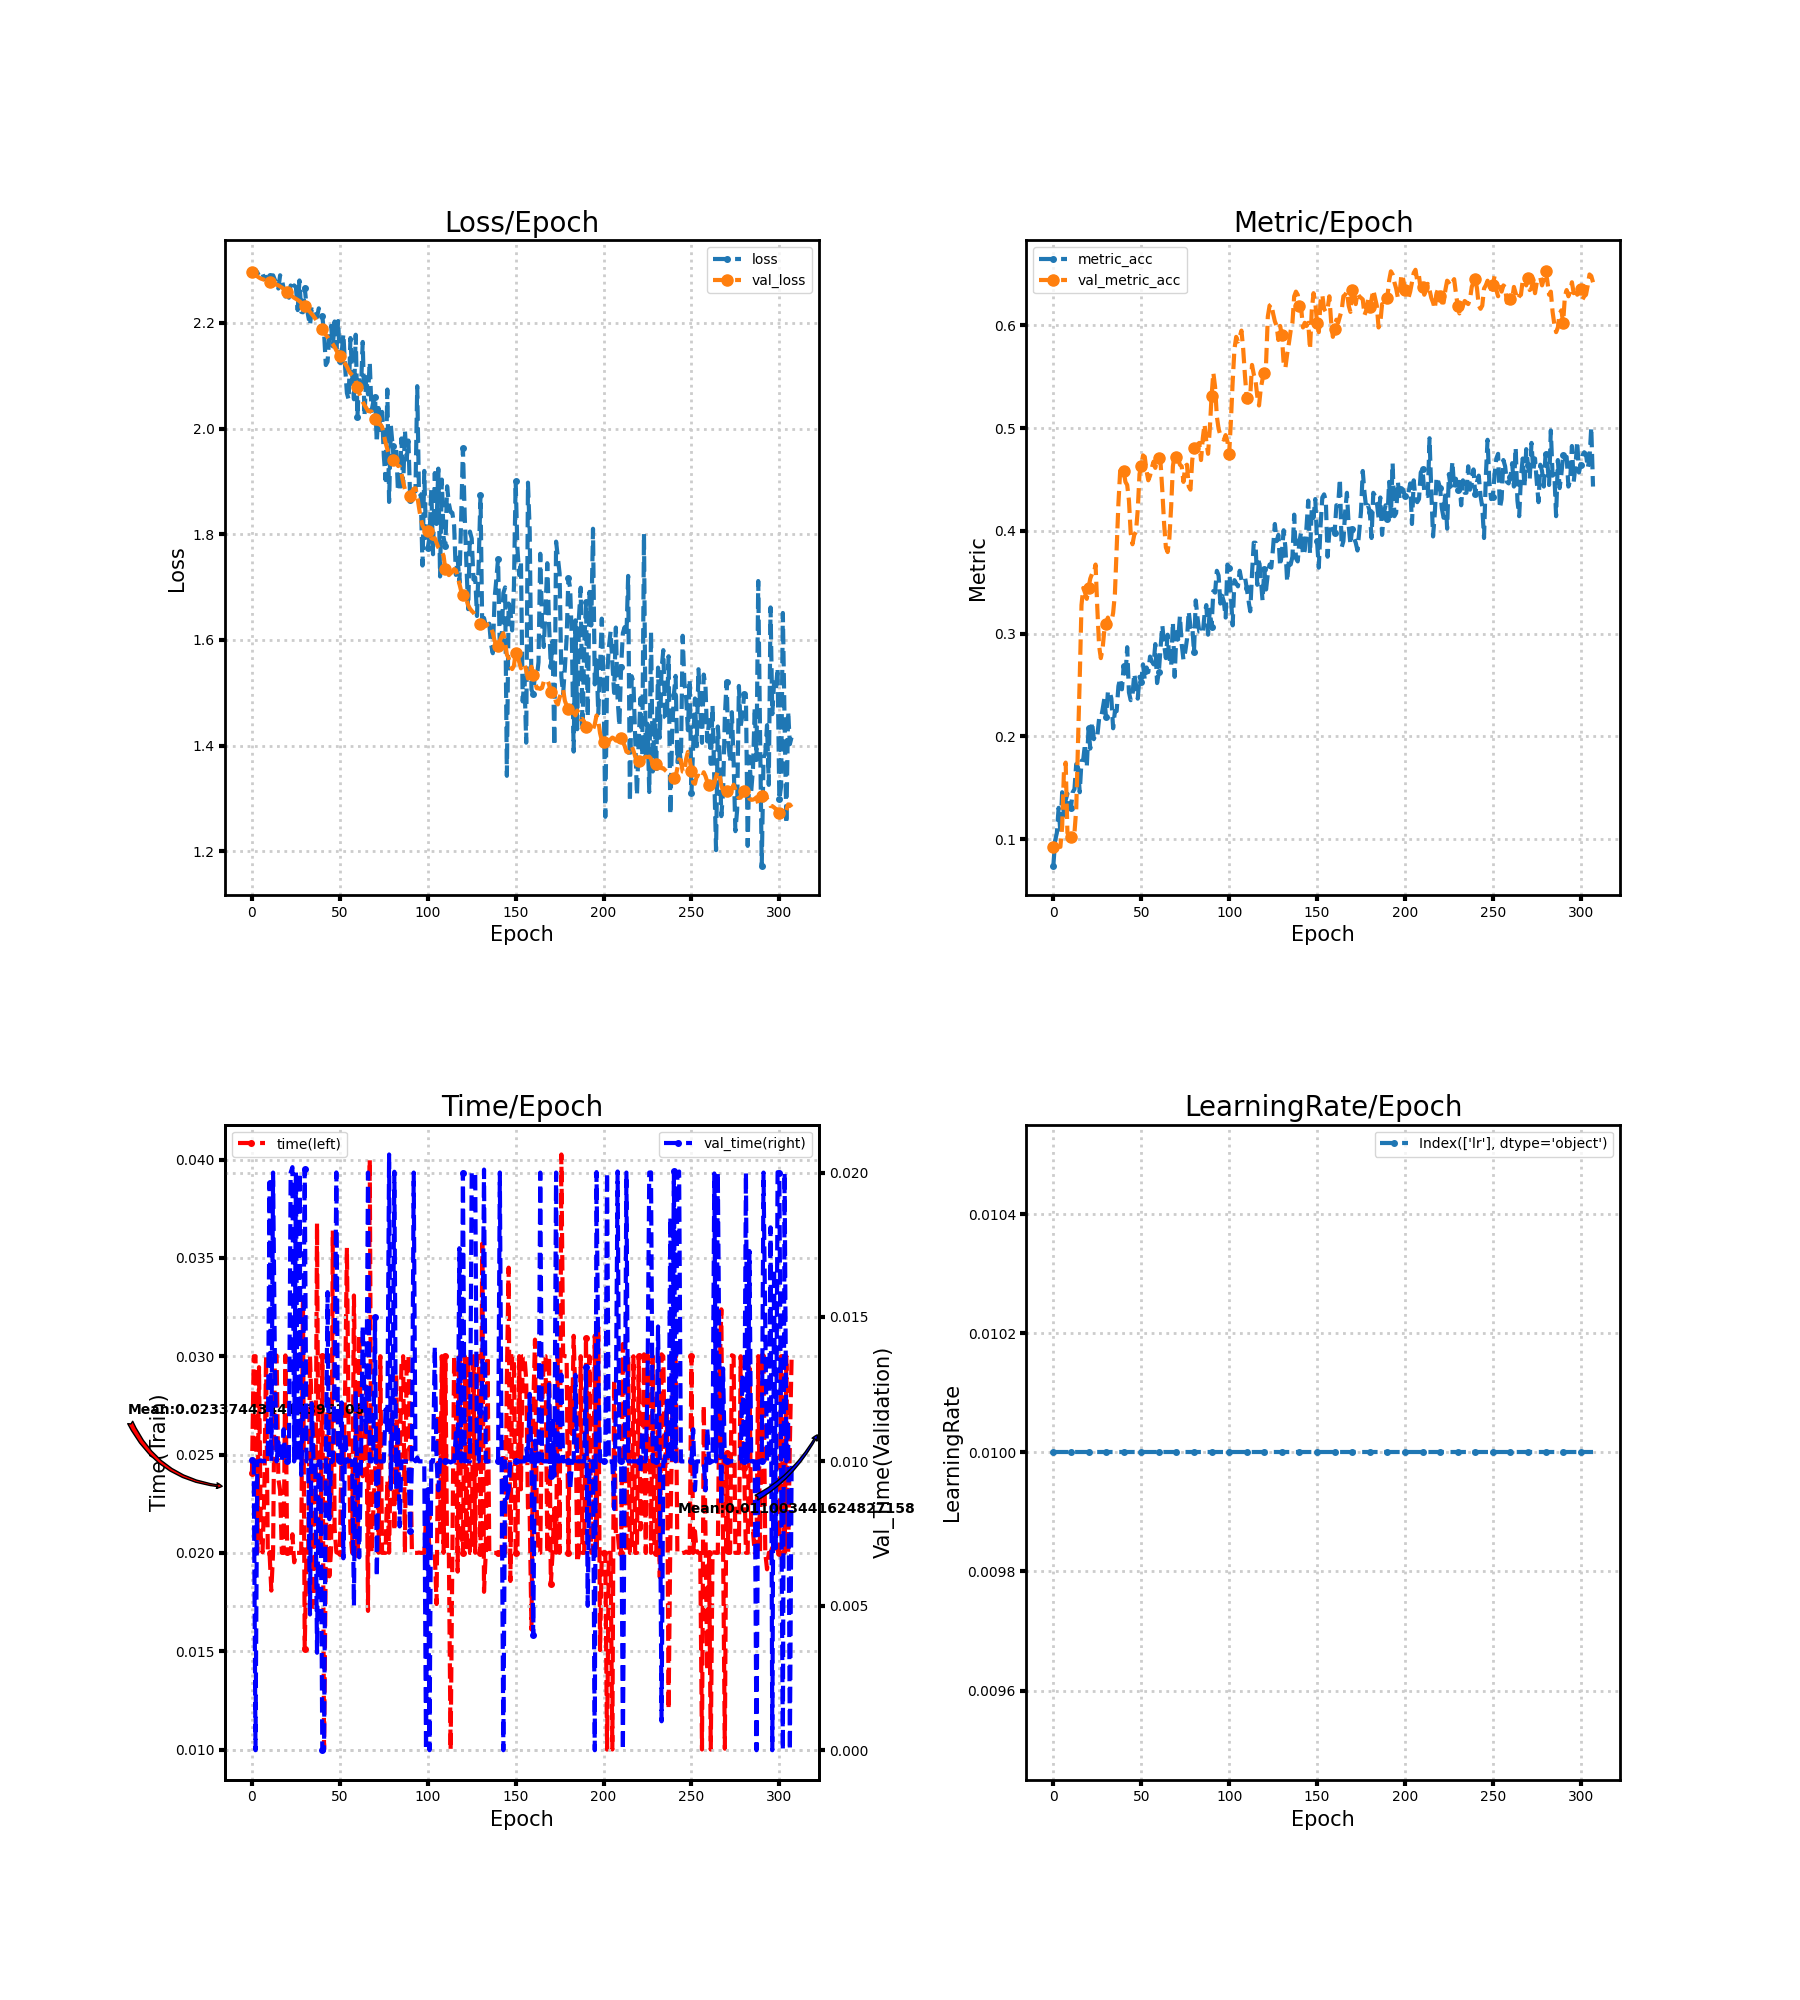 Loss/Epoch
loss
val_loss
2.2
2.0
1.8
1.6
1.4
1.2
Loss
0
50
100
150
200
250
300
Epoch
Metric/Epoch
metric_acc
val_metric_acc
0.6
0.5
0.4
0.3
0.2
0.1
Metric
0
50
100
150
200
250
300
Epoch
Time/Epoch
time(left)
val_time(right)
0.040
0.035
0.030
0.025
0.020
0.015
0.010
Time(Train)
0.020
0.015
0.010
0.005
0.000
Val_Time(Validation)
Mean:0.011003441624827158
0
50
100
150
200
250
300
Epoch
LearningRate/Epoch
Index(['lr'], dtype='object')
0.0104
0.0102
0.0100
0.0098
0.0096
LearningRate
0
50
100
150
200
250
300
Epoch